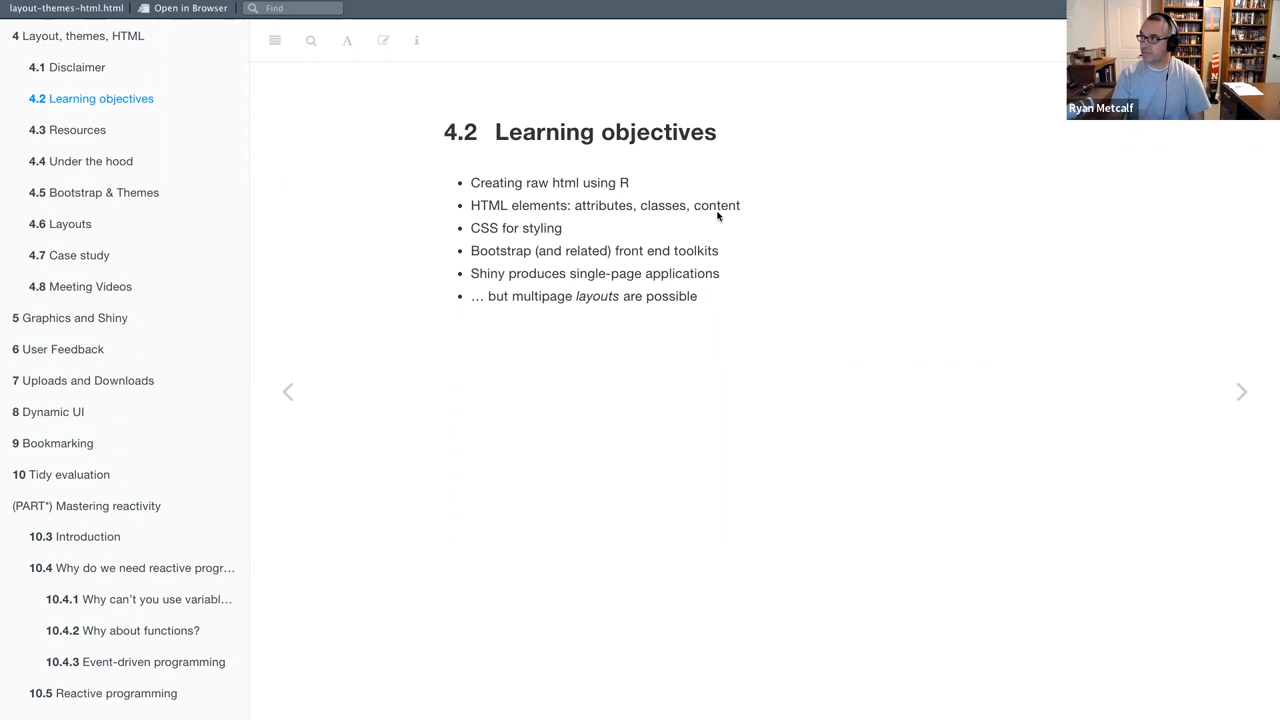 layout-themes-html.html Open in Browser Find
4 Layout, themes, HTML
4.1 Disclaimer
4.2 Learning objectives
4.3 Resources
4.4 Under the hood
4.5 Bootstrap & Themes
4.6 Layouts
4.7 Case study
4.8 Meeting Videos
5 Graphics and Shiny
6 User Feedback
7 Uploads and Downloads
8 Dynamic UI
9 Bookmarking
10 Tidy evaluation
(PART*) Mastering reactivity
10.3 Introduction
10.4 Why do we need reactive progr…
10.4.1 Why can't you use variabl…
10.4.2 Why about functions?
10.4.3 Event-driven programming
10.5 Reactive programming
4.2 Learning objectives
• Creating raw html using R
• HTML elements: attributes, classes, content
• CSS for styling
• Bootstrap (and related) front end toolkits
• Shiny produces single-page applications
• … but multipage layouts are possible
Ryan Metcalf